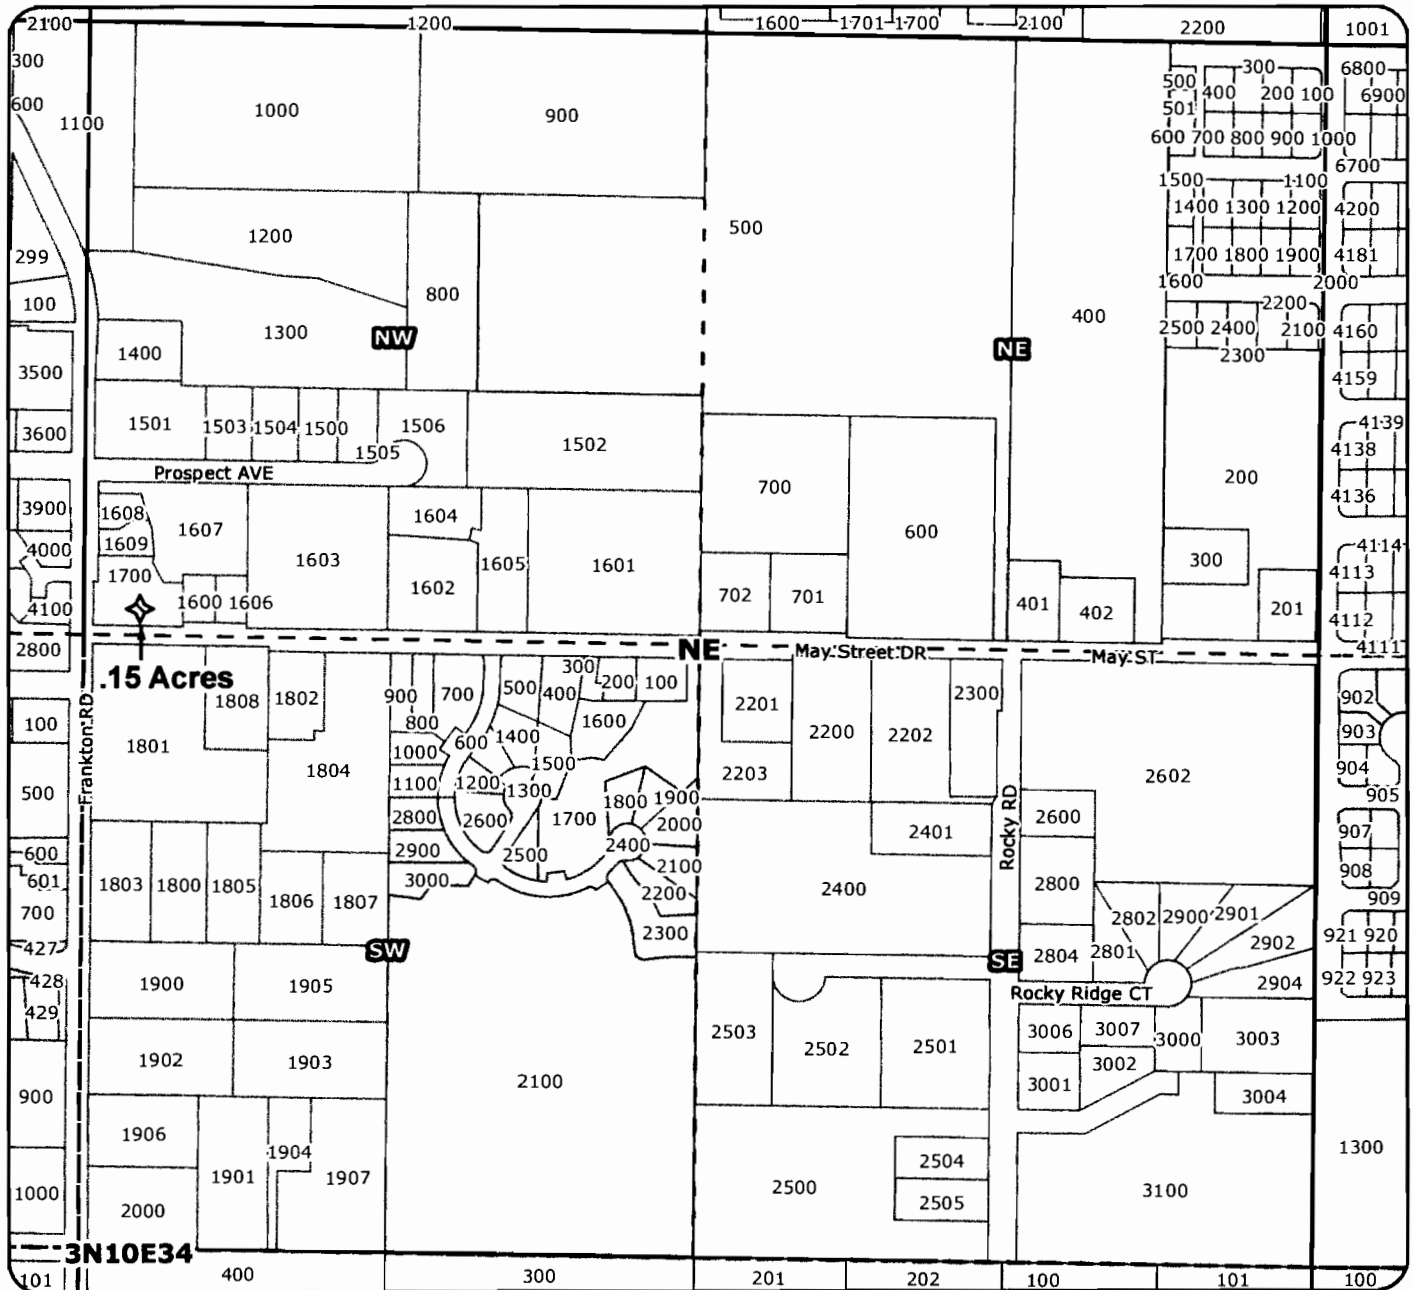 2100 1200 1600 1701 1700 2100 2200 1001
300 300 6800
600 1000 900 500 400 200 100 6900
1100 501
600 700 800 900 1000
6700
1500 1100
1200 500 1400 1300 1200 4200
299 1700 1800 1900 4181
100 800 1600 2000
1300 NW 400 2200
1400 NE 2500 2400 2100 4160
3500 2300
4159
3600 1501 1503 1504 1500 1506 1502 4139
1505 4138
Prospect AVE 700 200 4136
3900 1608 1607 1604 600
4000 1609 1603 1605 1601 300 4114
1700 1602 702 701 401 402 201 4113
4100 1600 1606 4112
2800 NE May Street DR May ST 4111
.15 Acres 300
1808 1802 900 700 500 400 200 100 2201 2300 902
100 800 1600 2200 2202 903
1801 1000 600 1400
1804 1500 2203 2602 904
500 Frankton RD 1100 1200 1300 905
1800 1900 Rocky RD 2600
2800 2600 1700 2000 2401 907
600 2900 2500 2400 2100
601 1803 1800 1805 1806 1807 3000 2200 2400 2800 908
700 909
427 SW 2300 SE 2802 2900 2901 921 920
428 1900 1905 2804 2801 2902 922 923
429 Rocky Ridge CT 2904
1902 1903 2503 2502 2501 3006 3007 3000 3003
900 2100 3001 3002 3004
1906 1904
1000 1901 1907 2500 2504 3100 1300
2000 2505
3N10E34
101 400 300 201 202 100 101 100